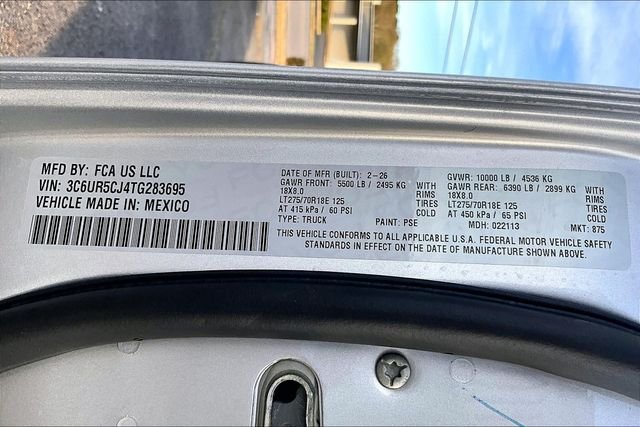 MFD BY: FCA US LLC
VIN: 3C6UR5CJ4TG283695
VEHICLE MADE IN: MEXICO
DATE OF MFR (BUILT): 2-26
GAWR FRONT: 5500 LB / 2495 KG WITH
18X8.0 RIMS
LT275/70R18E 125 TIRES
AT 415 kPa / 60 PSI COLD
TYPE: TRUCK PAINT: PSE
GVWR: 10000 LB / 4536 KG
GAWR REAR: 6390 LB / 2899 KG WITH
18X8.0 RIMS
LT275/70R18E 125 TIRES
AT 450 kPa / 65 PSI COLD
MDH: 022113 MKT: 875
THIS VEHICLE CONFORMS TO ALL APPLICABLE U.S.A. FEDERAL MOTOR VEHICLE SAFETY
STANDARDS IN EFFECT ON THE DATE OF MANUFACTURE SHOWN ABOVE.